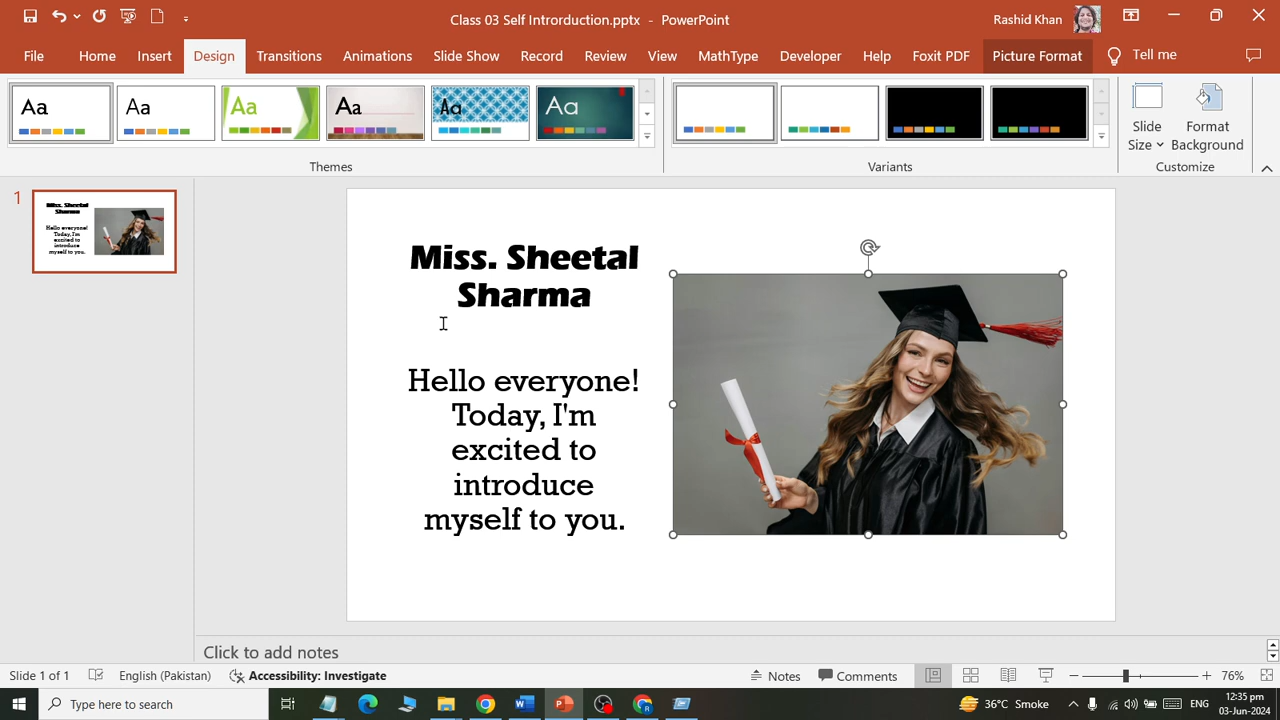 Class 03 Self Introrduction.pptx - PowerPoint
Rashid Khan
File Home Insert Design Transitions Animations Slide Show Record Review View MathType Developer Help Foxit PDF Picture Format Tell me
Aa Aa Aa Aa Aa Aa
Slide Size
Format Background
Themes
Variants
Customize
1
Miss. Sheetal
Sharma
Hello everyone!
Today, I'm
excited to
introduce
myself to you.
Miss. Sheetal
Sharma
Hello everyone!
Today, I'm
excited to
introduce
myself to you.
Click to add notes
Slide 1 of 1 English (Pakistan) Accessibility: Investigate Notes Comments 76%
Type here to search
36°C Smoke
ENG
12:35 pm
03-Jun-2024